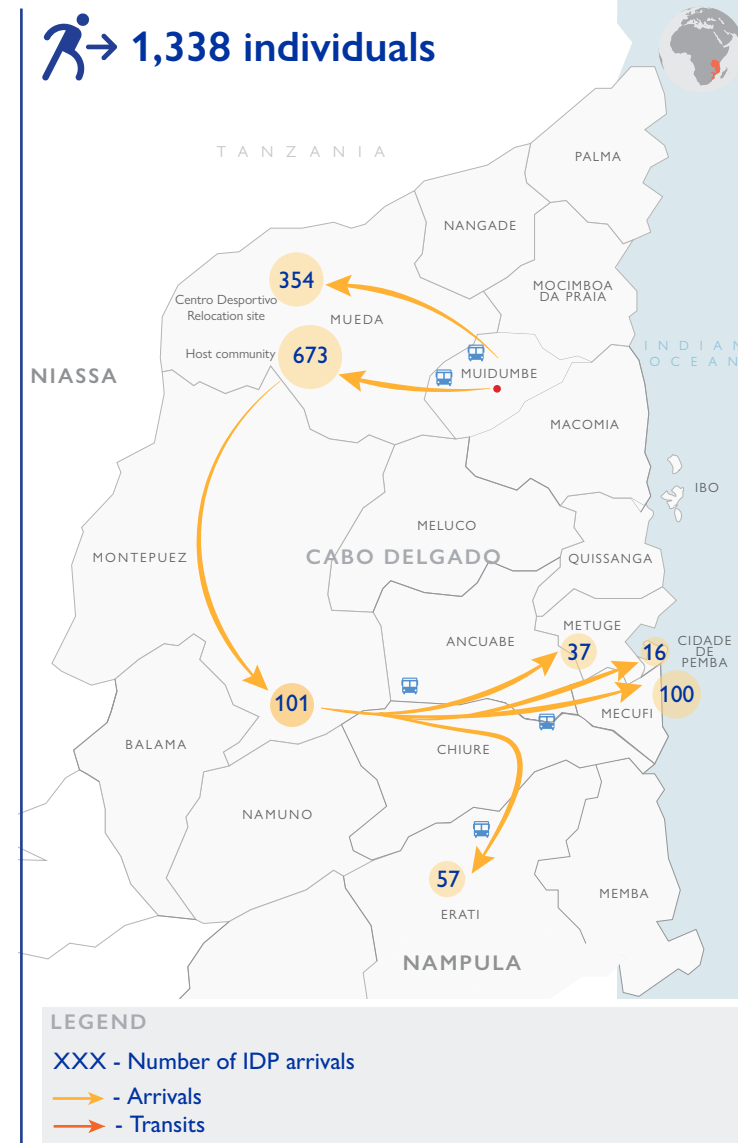 1,338 individuals
TANZANIA
PALMA
NANGADE
MOCIMBOA
DA PRAIA
354
Centro Desportivo
Relocation site
MUEDA
Host community
673
INDIAN
OCEAN
NIASSA
MUIDUMBE
MACOMIA
IBO
MELUCO
MONTEPUEZ
CABO DELGADO
QUISSANGA
METUGE
ANCUABE
37
16
CIDADE
DE
PEMBA
101
100
MECUFI
BALAMA
CHIURE
NAMUNO
57
MEMBA
ERATI
NAMPULA
LEGEND
XXX - Number of IDP arrivals
- Arrivals
- Transits